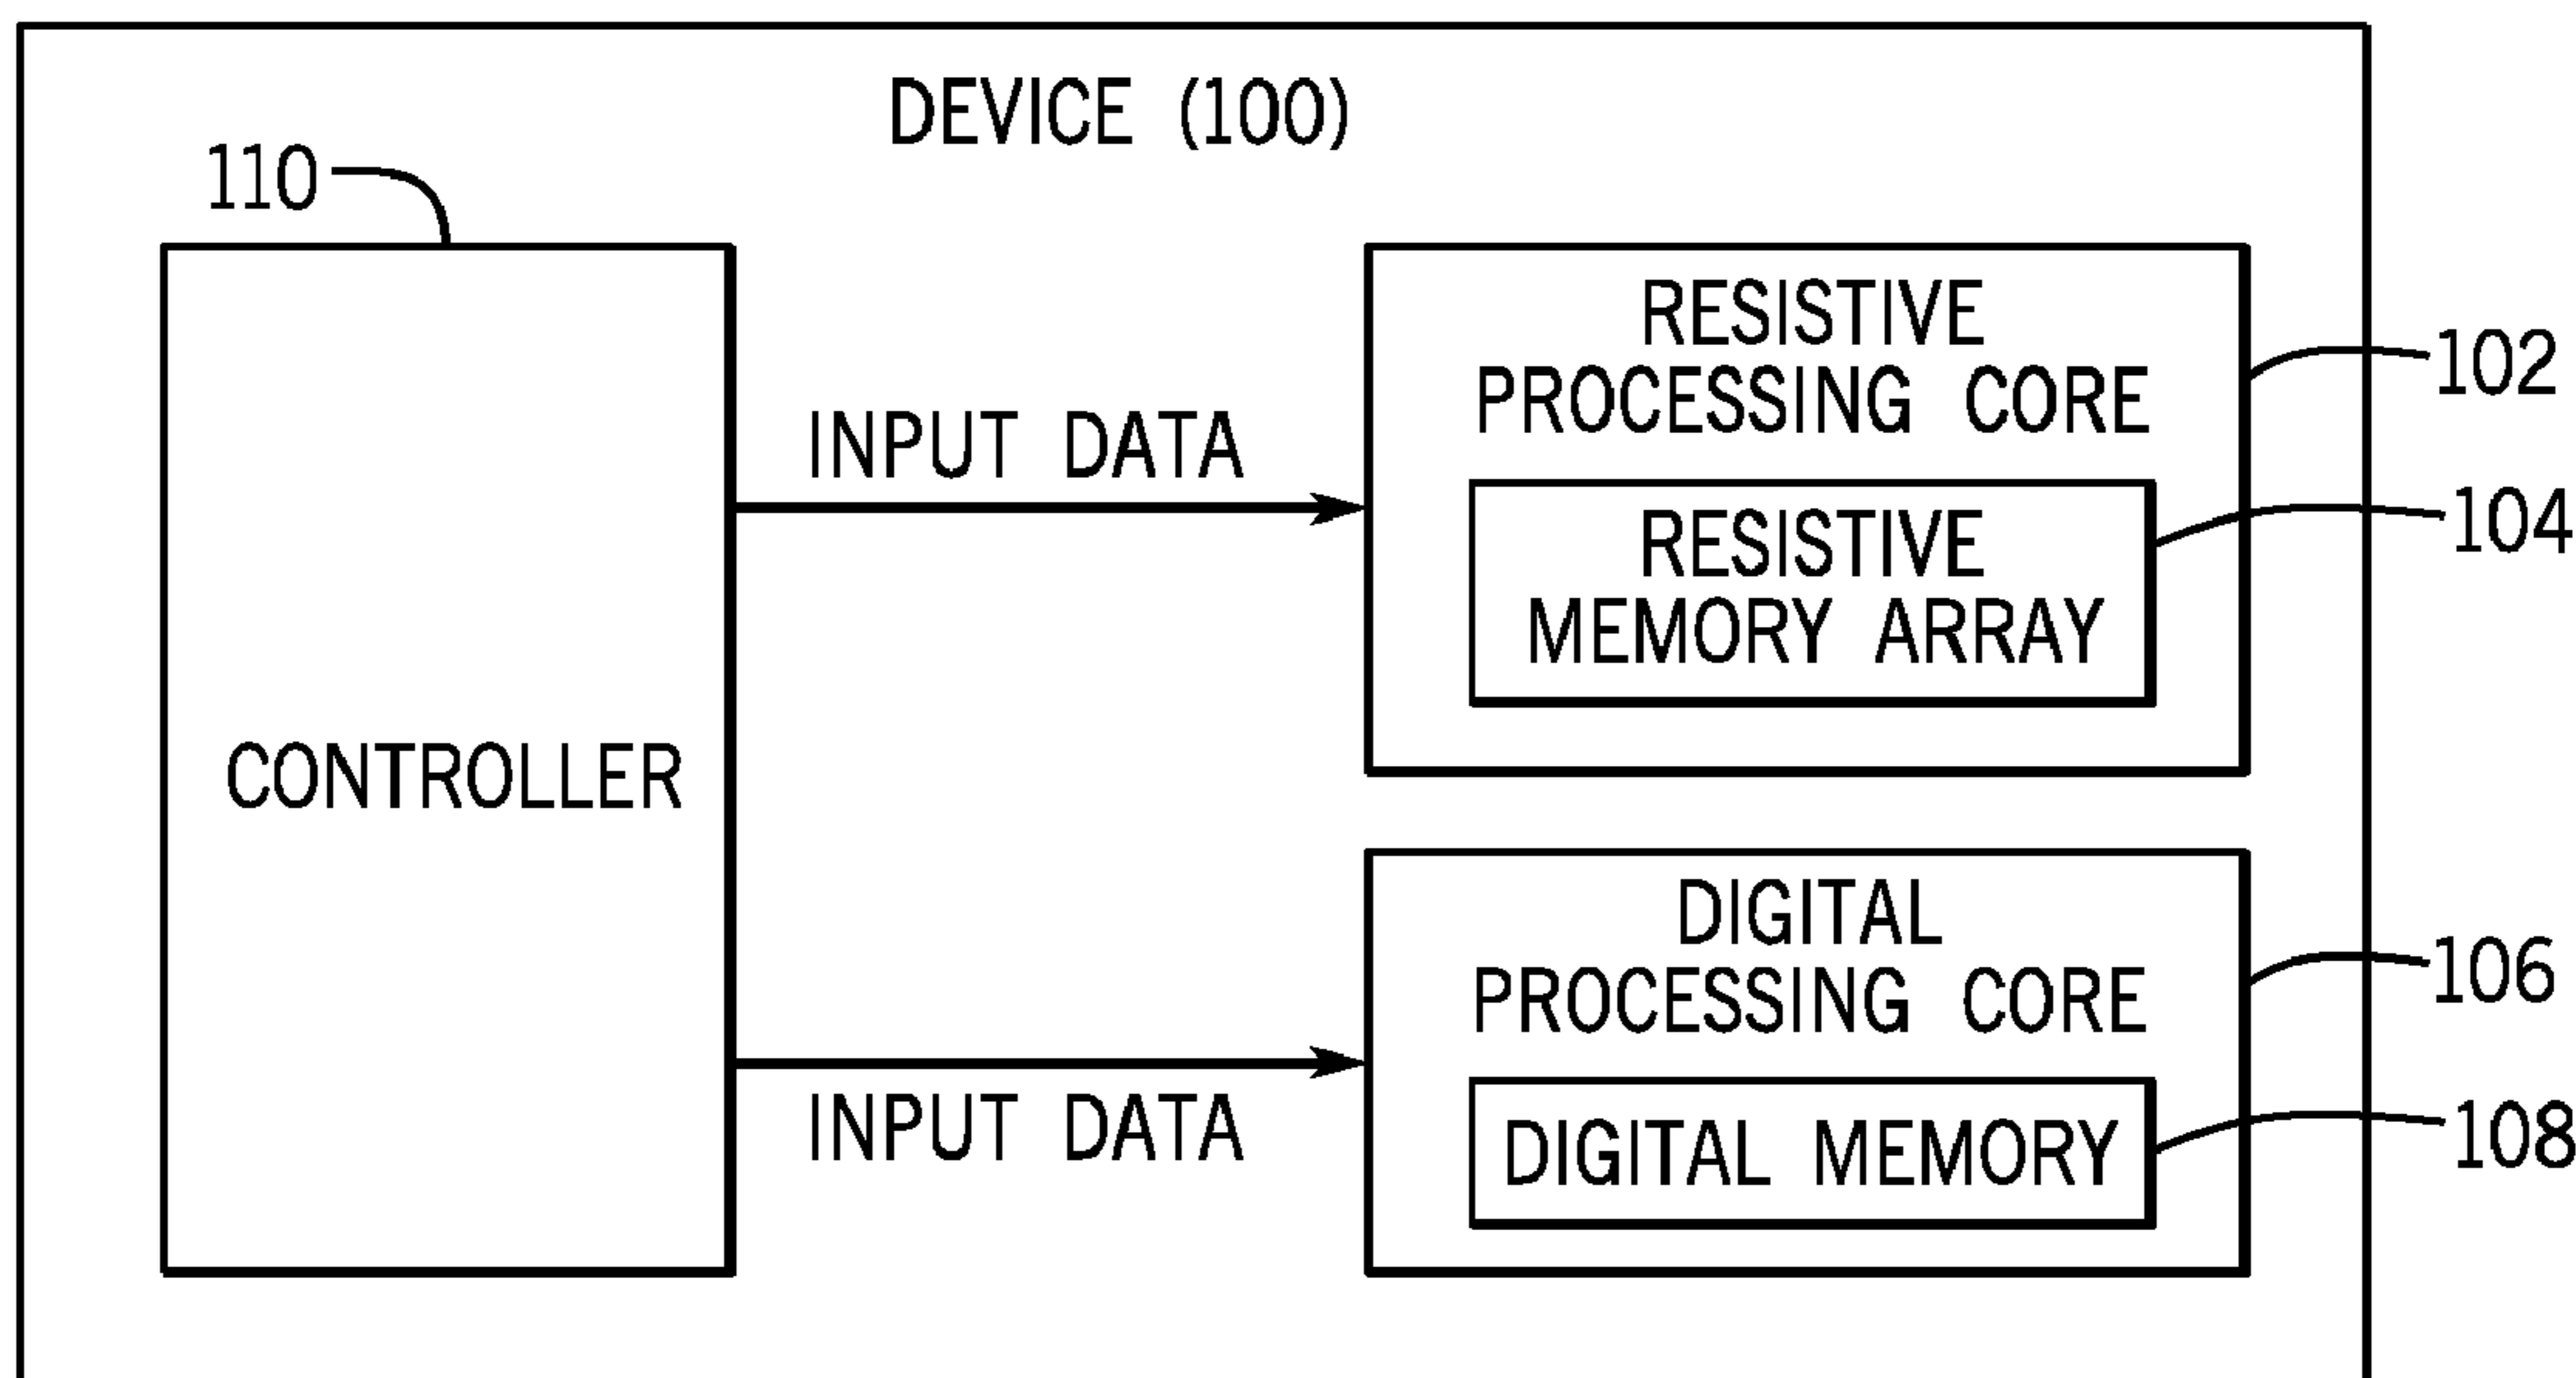 DEVICE (100)
110
CONTROLLER
INPUT DATA
RESISTIVE
PROCESSING CORE
102
RESISTIVE
MEMORY ARRAY
104
INPUT DATA
DIGITAL
PROCESSING CORE
106
DIGITAL MEMORY
108